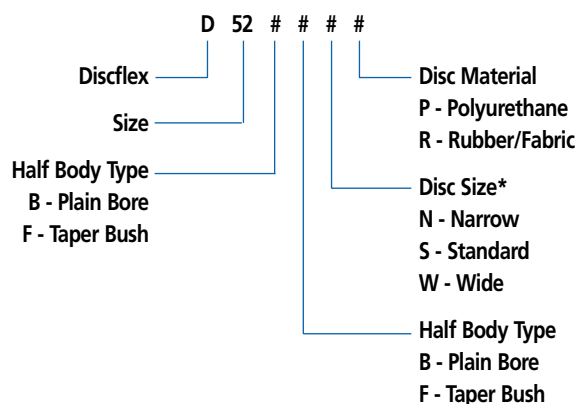 D 52 # # # #
Discflex
Size
Half Body Type
B - Plain Bore
F - Taper Bush
Disc Material
P - Polyurethane
R - Rubber/Fabric
Disc Size*
N - Narrow
S - Standard
W - Wide
Half Body Type
B - Plain Bore
F - Taper Bush